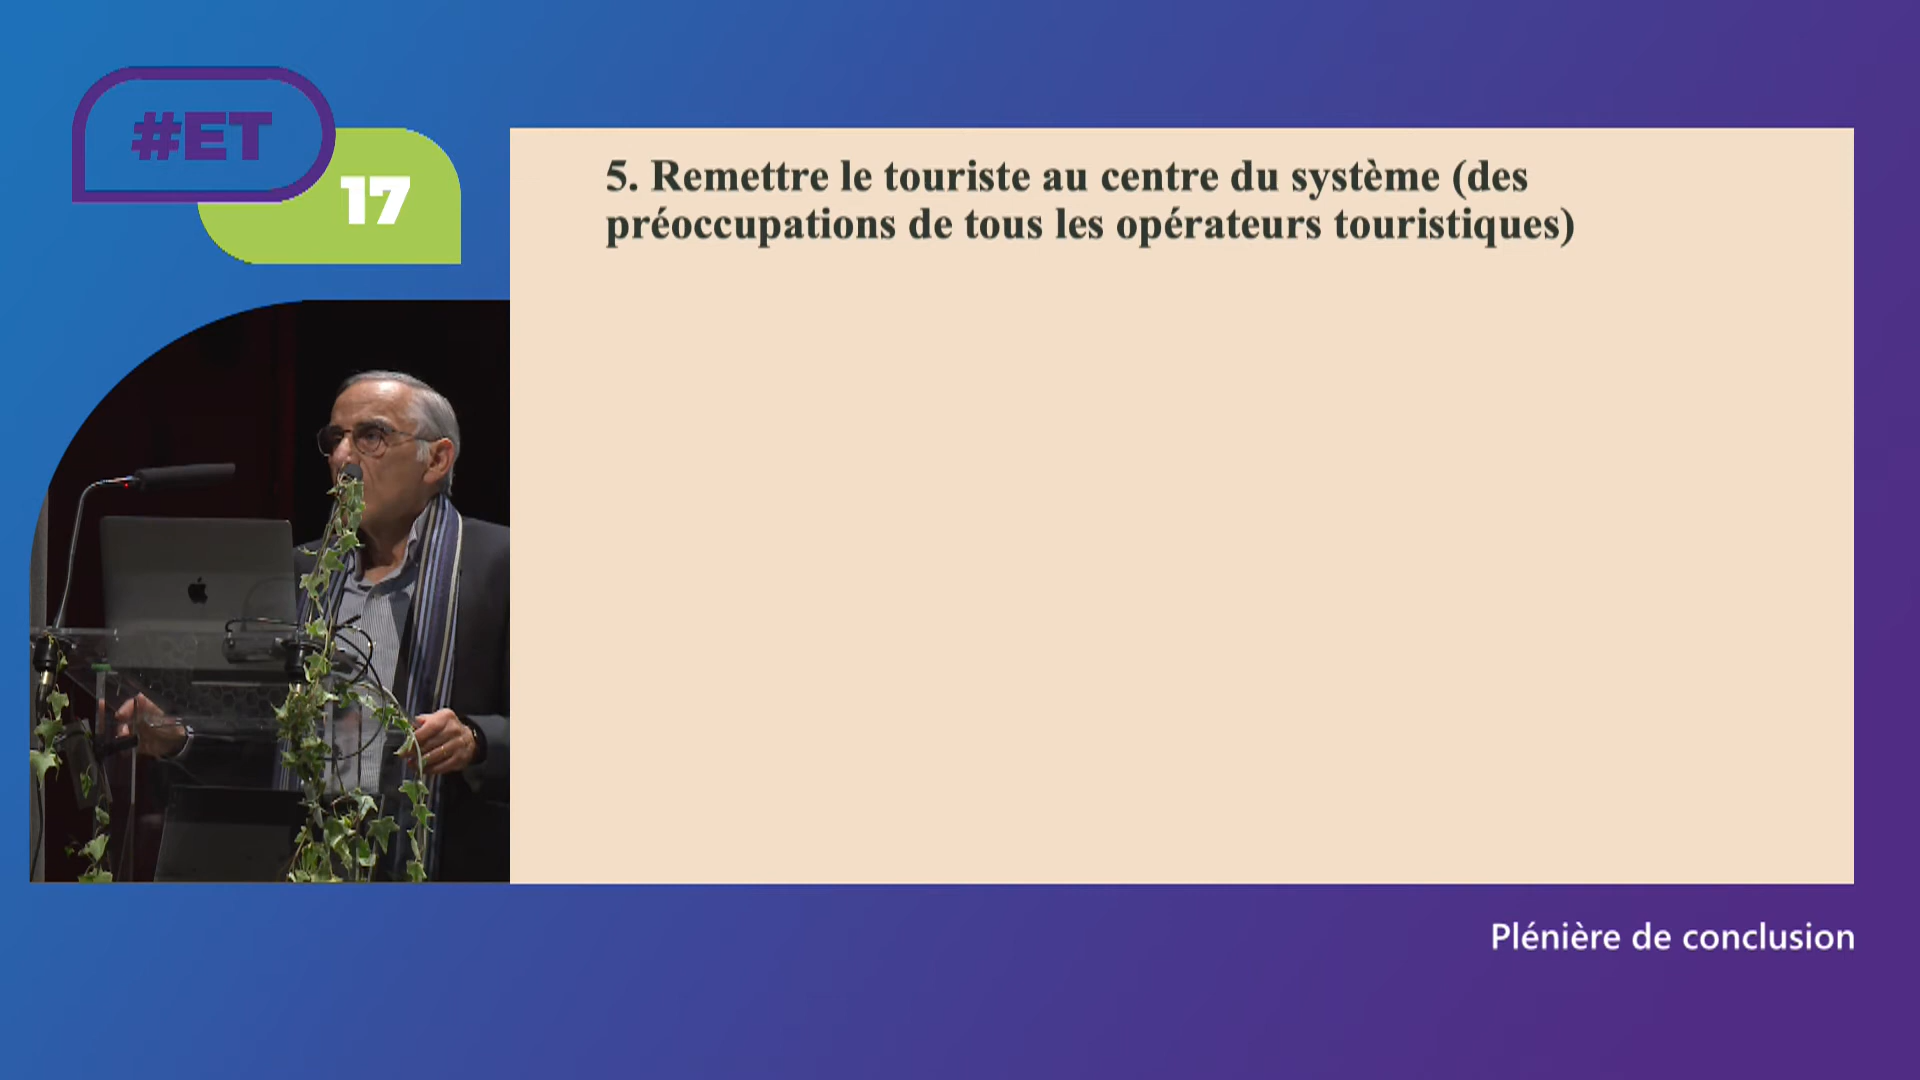 #ET
17
5. Remettre le touriste au centre du système (des
préoccupations de tous les opérateurs touristiques)
Plénière de conclusion